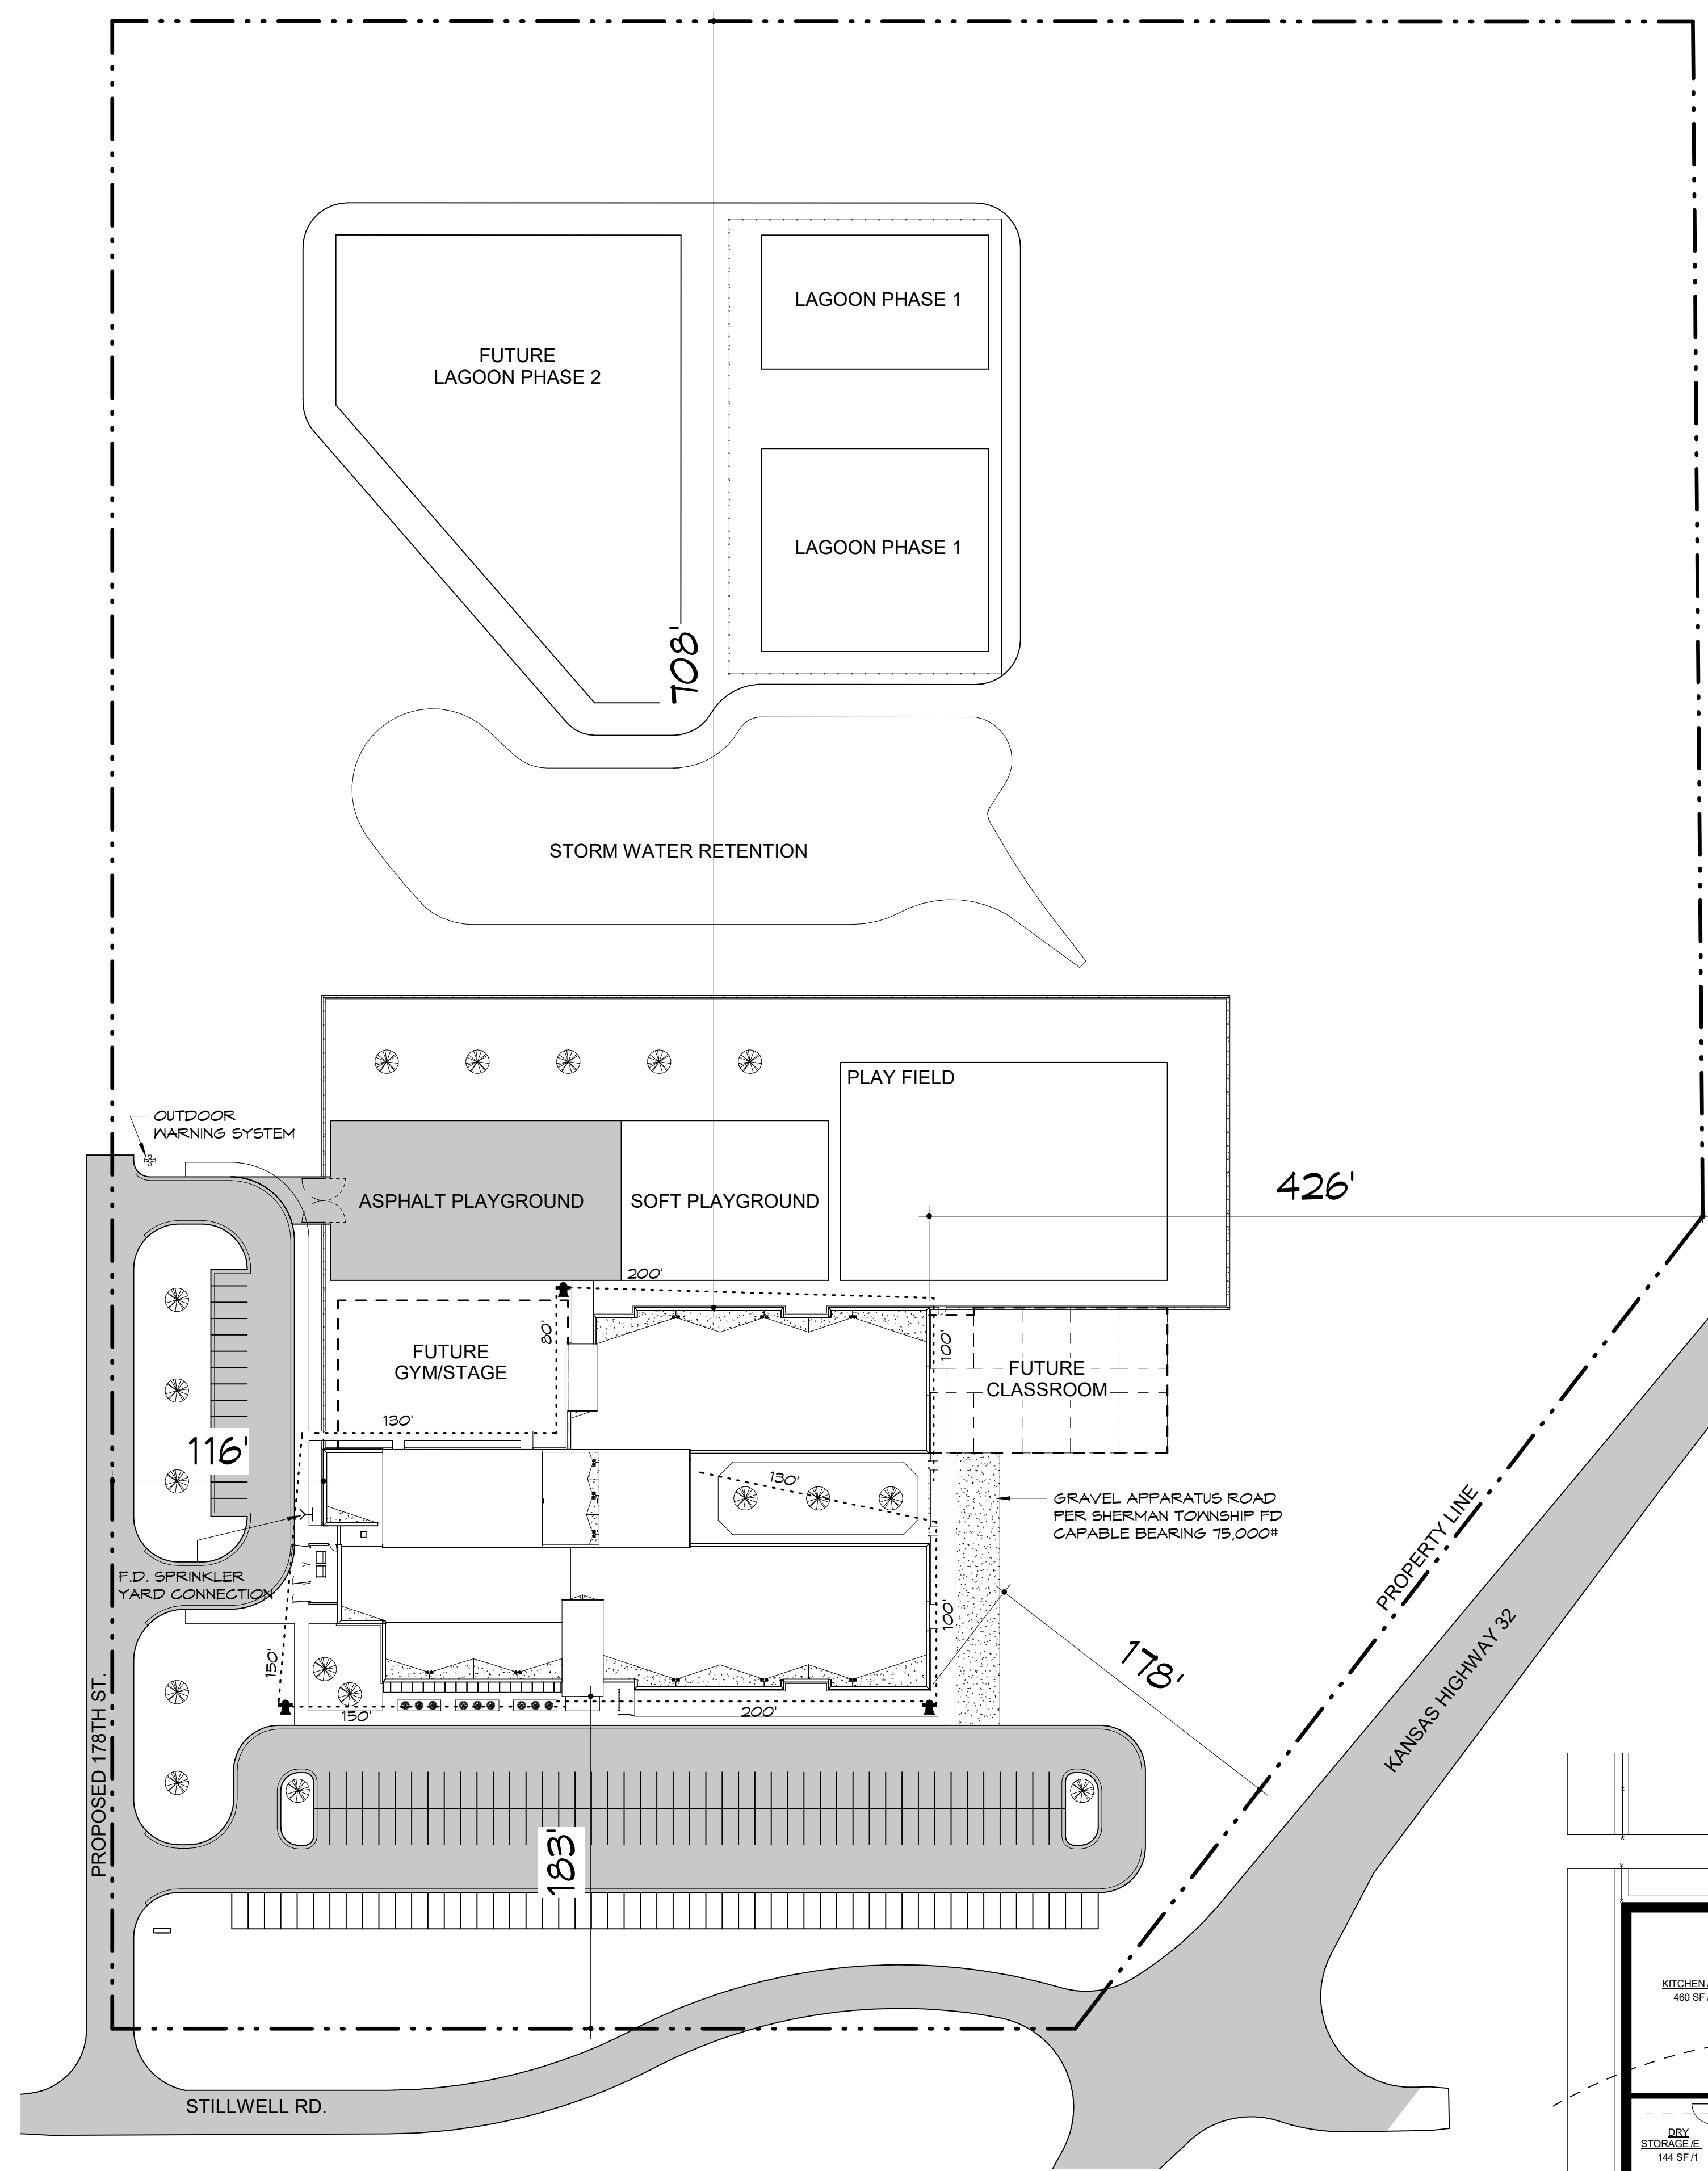 LAGOON PHASE 1
FUTURE
LAGOON PHASE 2
LAGOON PHASE 1
708'
STORM WATER RETENTION
PLAY FIELD
OUTDOOR
WARNING SYSTEM
426'
ASPHALT PLAYGROUND
SOFT PLAYGROUND
200'
80'
100'
FUTURE
GYM/STAGE
FUTURE
CLASSROOM
130'
116'
130'
GRAVEL APPARATUS ROAD
PER SHERMAN TOWNSHIP FD
CAPABLE BEARING 75,000#
PROPERTY LINE
F.D. SPRINKLER
YARD CONNECTION
100'
178'
KANSAS HIGHWAY 32
150'
150'
200'
PROPOSED 178TH ST.
183'
KITCHEN
460 SF
STILLWELL RD.
DRY
STORAGE/E
144 SF/1